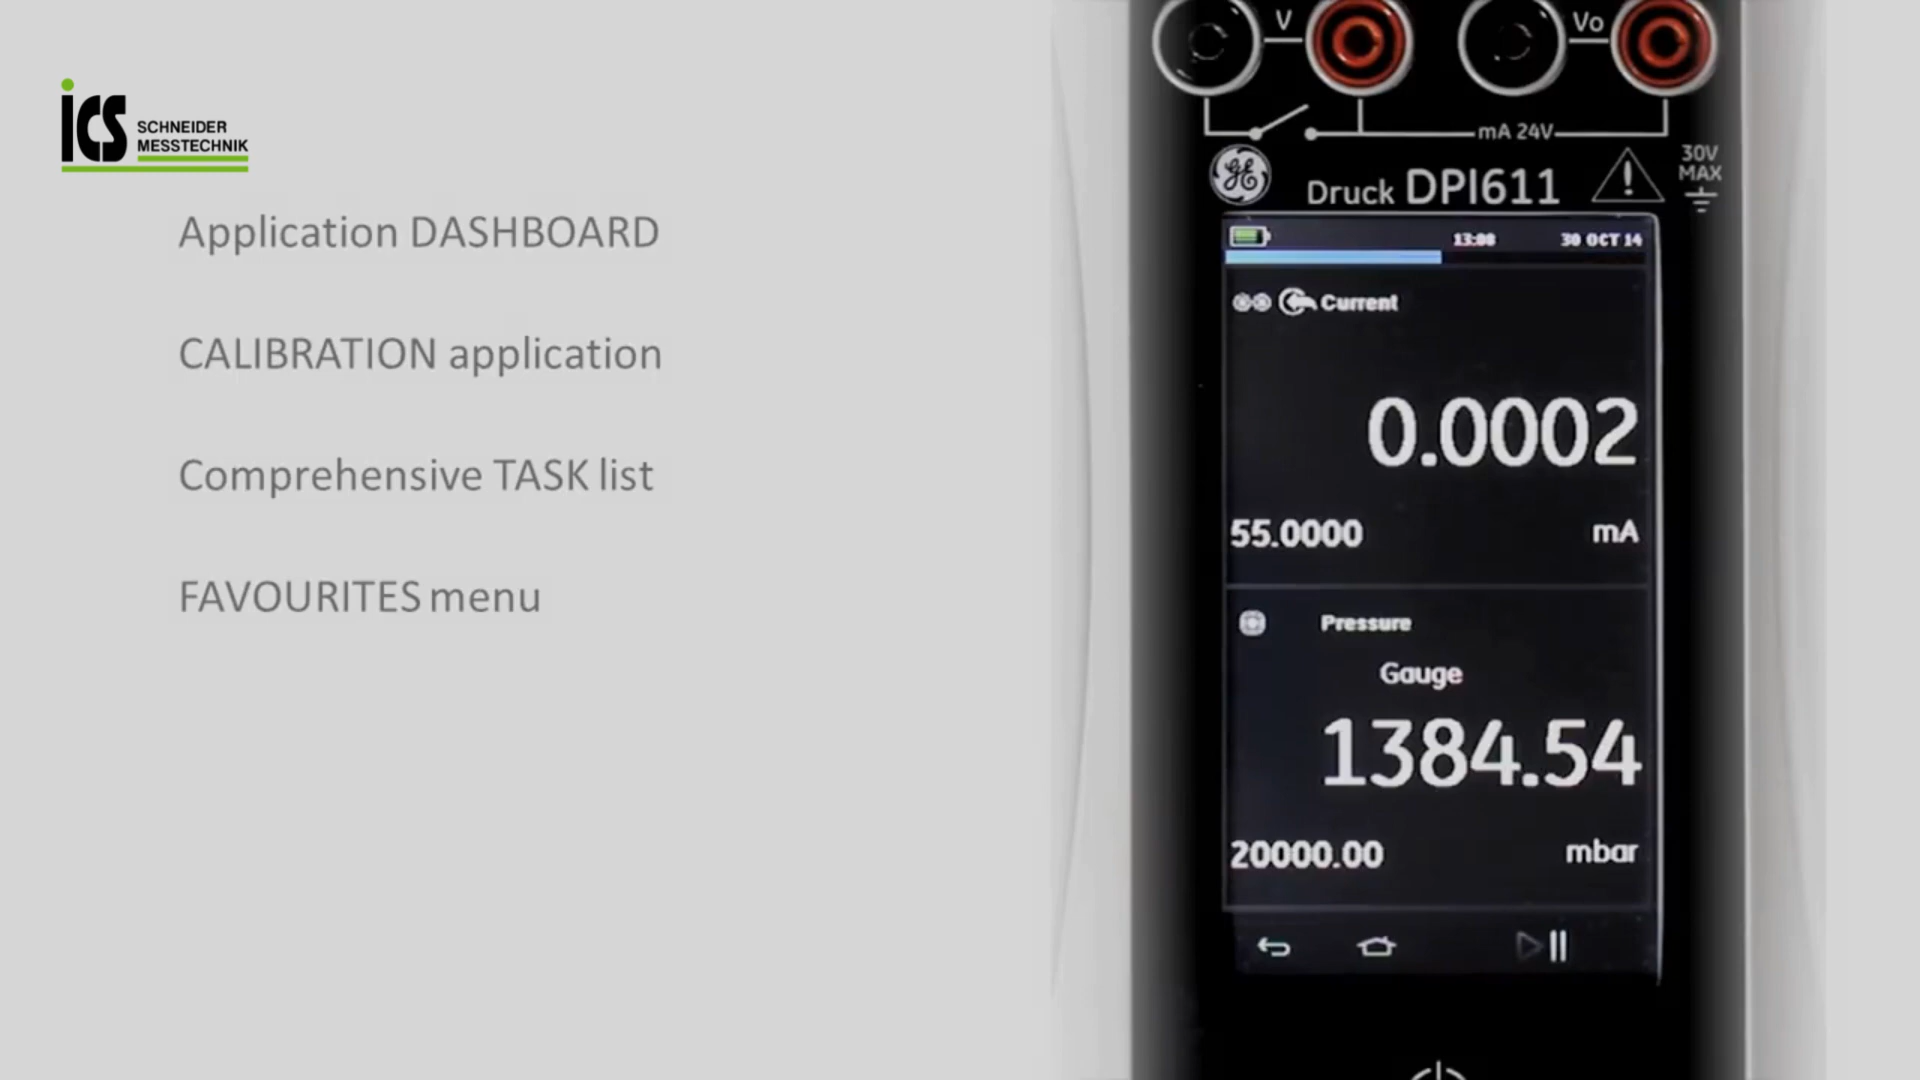 ics SCHNEIDER
MESSTECHNIK
Application DASHBOARD
CALIBRATION application
Comprehensive TASK list
FAVOURITES menu
V
Vo
mA 24V
GE
Druck DPI611
30V
MAX
13:08 30 OCT 14
Current
0.0002
55.0000 mA
Pressure
Gauge
1384.54
20000.00 mbar